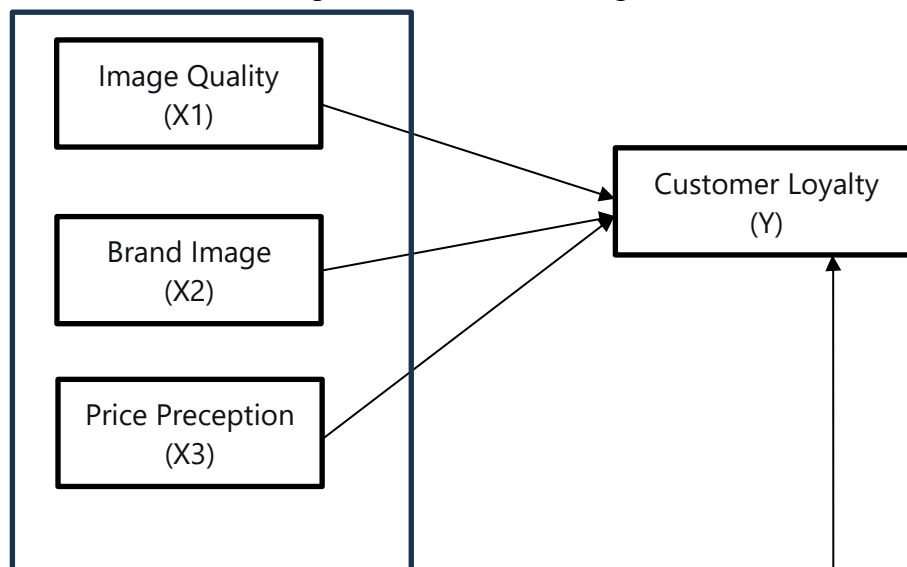 Image Quality
(X1)
Customer Loyalty
(Y)
Brand Image
(X2)
Price Preception
(X3)